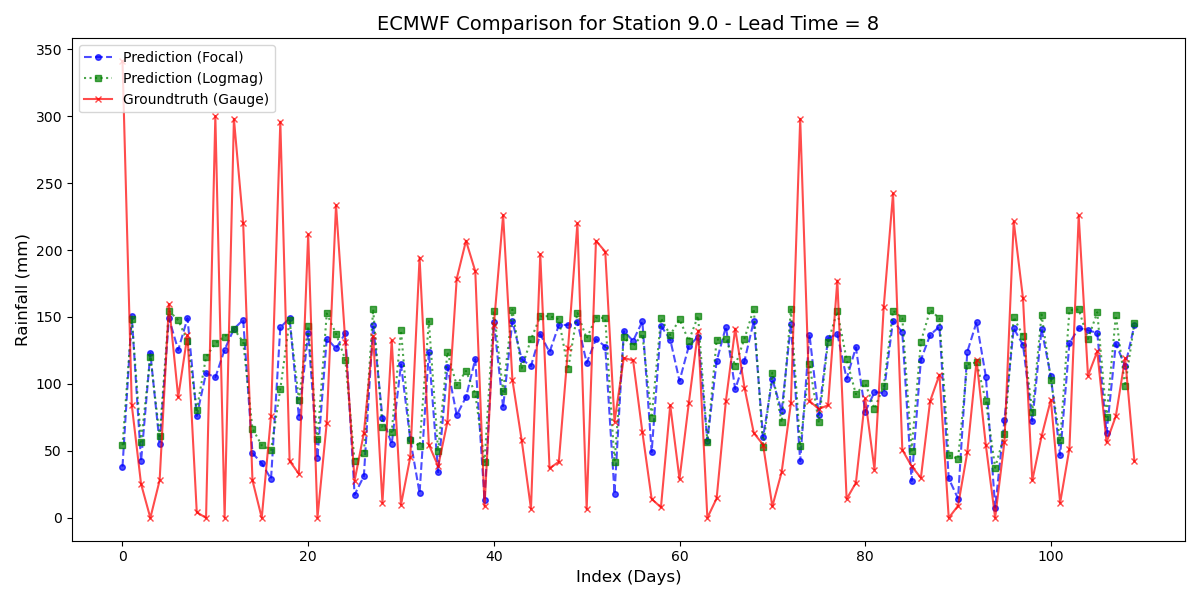 ECMWF Comparison for Station 9.0 - Lead Time = 8
Prediction (Focal)
Prediction (Logmag)
Groundtruth (Gauge)
350
300
250
200
150
100
50
0
Rainfall (mm)
0 20 40 60 80 100
Index (Days)